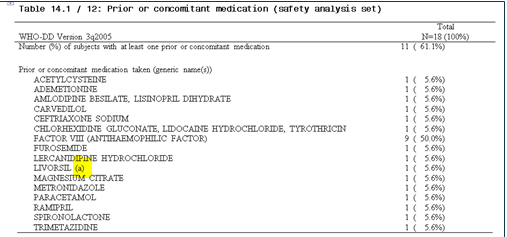 Table 14.1 / 12: Prior or concomitant medication (safety analysis set)
Total
WHO-DD Version 3q2005 N=18 (100%)
Number (%) of subjects with at least one prior or concomitant medication 11 ( 61.1%)
Prior or concomitant medication taken (generic name(s))
ACETYLCYSTEINE 1 ( 5.6%)
ADEMETIONINE 1 ( 5.6%)
AMLODIPINE BESILATE, LISINOPRIL DIHYDRATE 1 ( 5.6%)
CARVEDILOL 1 ( 5.6%)
CEFTRIAXONE SODIUM 1 ( 5.6%)
CHLORHEXIDINE GLUCONATE, LIDOCAINE HYDROCHLORIDE, TYROTHRICIN 1 ( 5.6%)
FACTOR VIII (ANTIHAEMOPHILIC FACTOR) 9 ( 50.0%)
FUROSEMIDE 1 ( 5.6%)
LERCANIDIPINE HYDROCHLORIDE 1 ( 5.6%)
LIVORSIL (a) 1 ( 5.6%)
MAGNESIUM CITRATE 1 ( 5.6%)
METRONIDAZOLE 1 ( 5.6%)
PARACETAMOL 1 ( 5.6%)
RAMIPRIL 1 ( 5.6%)
SPIRONOLACTONE 1 ( 5.6%)
TRIMETAZIDINE 1 ( 5.6%)